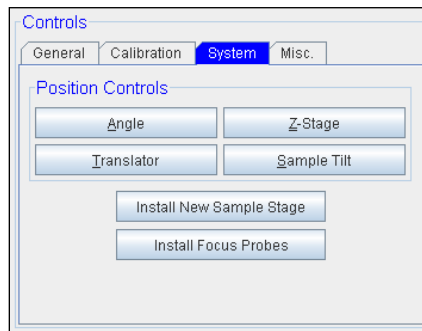 Controls
General Calibration System Misc.
Position Controls
Angle Z-Stage
Translator Sample Tilt
Install New Sample Stage
Install Focus Probes